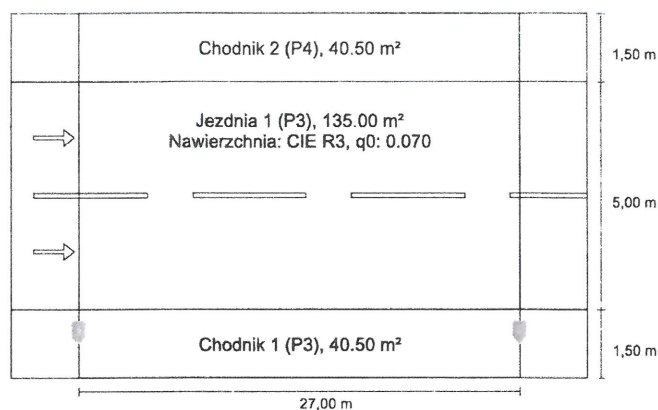 Chodnik 2 (P4), 40.50 m²
1,50 m
Jezdnia 1 (P3), 135.00 m²
Nawierzchnia: CIE R3, q0: 0.070
5,00 m
Chodnik 1 (P3), 40.50 m²
1,50 m
27,00 m